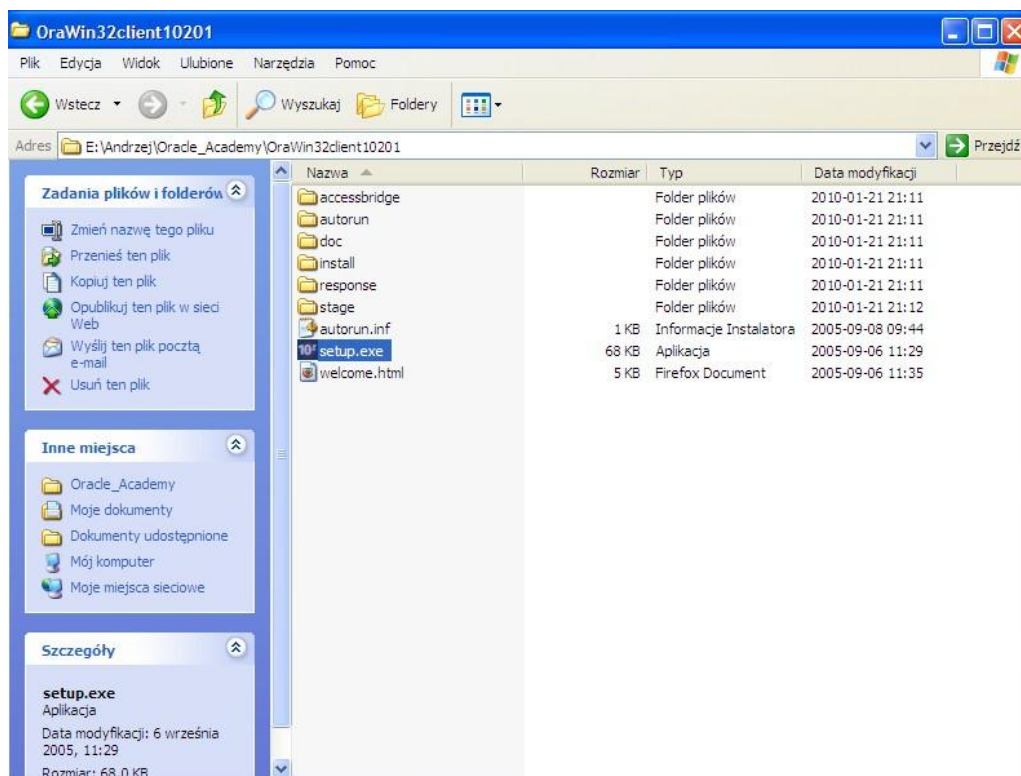 OraWin32client10201
Plik Edycja Widok Ulubione Narzędzia Pomoc
Wstecz Wyszukaj Foldery
Adres E:\Andrzej\Oracle_Academy\OraWin32client10201 Przejdź
Zadania plików i folderów
Zmień nazwę tego pliku
Przenieś ten plik
Kopiuj ten plik
Opublikuj ten plik w sieci
Web
Wyślij ten plik pocztą
e-mail
Usuń ten plik
Inne miejsca
Oracle_Academy
Moje dokumenty
Dokumenty udostępnione
Mój komputer
Moje miejsca sieciowe
Szczegóły
setup.exe
Aplikacja
Data modyfikacji: 6 września
2005, 11:29
Rozmiar: 68,0 KB
Nazwa Rozmiar Typ Data modyfikacji
accessbridge Folder plików 2010-01-21 21:11
autorun Folder plików 2010-01-21 21:11
doc Folder plików 2010-01-21 21:11
install Folder plików 2010-01-21 21:11
response Folder plików 2010-01-21 21:11
stage Folder plików 2010-01-21 21:12
autorun.inf 1 KB Informacje Instalatora 2005-09-08 09:44
setup.exe 68 KB Aplikacja 2005-09-06 11:29
welcome.html 5 KB Firefox Document 2005-09-06 11:35